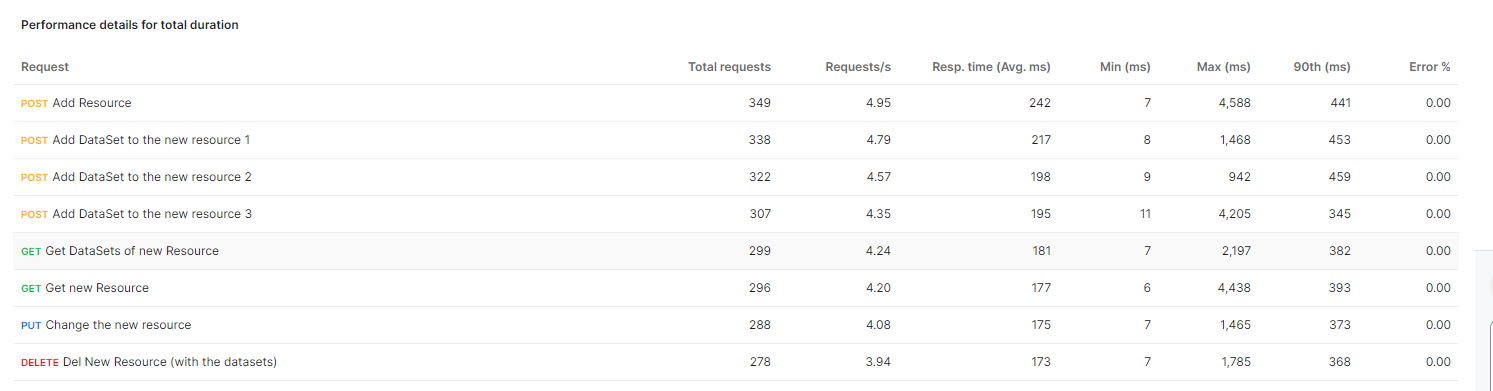 Performance details for total duration
Request Total requests Requests/s Resp. time (Avg. ms) Min (ms) Max (ms) 90th (ms) Error %
POST Add Resource 349 4.95 242 7 4,588 441 0.00
POST Add DataSet to the new resource 1 338 4.79 217 8 1,468 453 0.00
POST Add DataSet to the new resource 2 322 4.57 198 9 942 459 0.00
POST Add DataSet to the new resource 3 307 4.35 195 11 4,205 345 0.00
GET Get DataSets of new Resource 299 4.24 181 7 2,197 382 0.00
GET Get new Resource 296 4.20 177 6 4,438 393 0.00
PUT Change the new resource 288 4.08 175 7 1,465 373 0.00
DELETE Del New Resource (with the datasets) 278 3.94 173 7 1,785 368 0.00